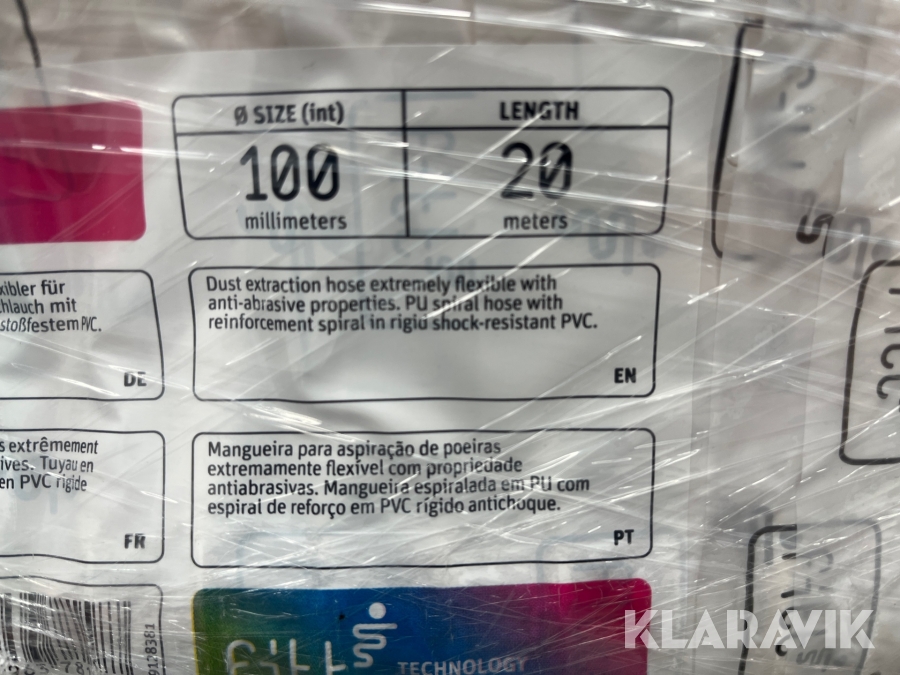 Ø SIZE (int)
LENGTH
100
20
millimeters
meters
xibler für
hlauch mit
stoßfestem PVC.
DE
Dust extraction hose extremely flexible with
anti-abrasive properties. PU spiral hose with
reinforcement spiral in rigid shock-resistant PVC.
EN
s extrêmement
ives. Tuyau en
en PVC rigide
FR
Mangueira para aspiração de poeiras
extremamente flexível com propriedade
antiabrasivas. Mangueira espiralada em PU com
espiral de reforço em PVC rígido antichoque.
PT
TECHNOLOGY
KLARAVIK